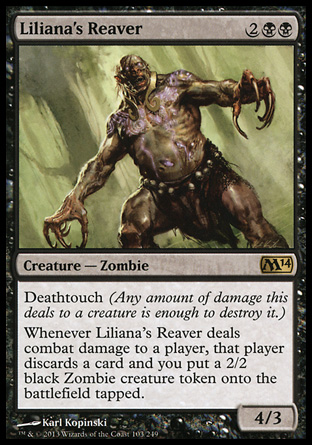 Liliana's Reaver 2
Creature — Zombie M14
Deathtouch (Any amount of damage this
deals to a creature is enough to destroy it.)
Whenever Liliana's Reaver deals
combat damage to a player, that player
discards a card and you put a 2/2
black Zombie creature token onto the
battlefield tapped.
Karl Kopinski
™ & © 2013 Wizards of the Coast 103/249
4/3